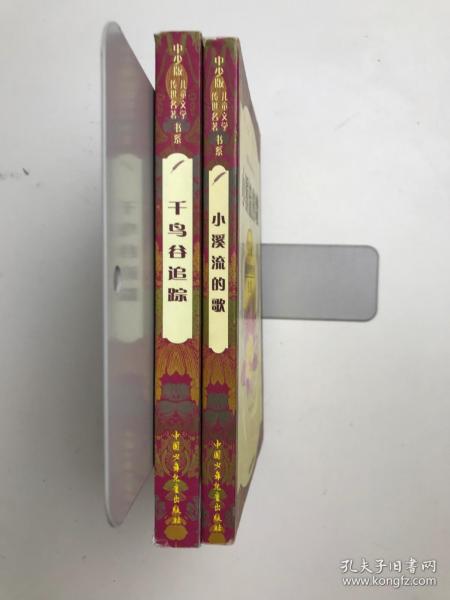 中少版
儿童文学
传世名著
书系
千鸟谷追踪
中国少年儿童出版社
中少版
儿童文学
传世名著
书系
小溪流的歌
中国少年儿童出版社
孔夫子旧书网
www.kongfz.com